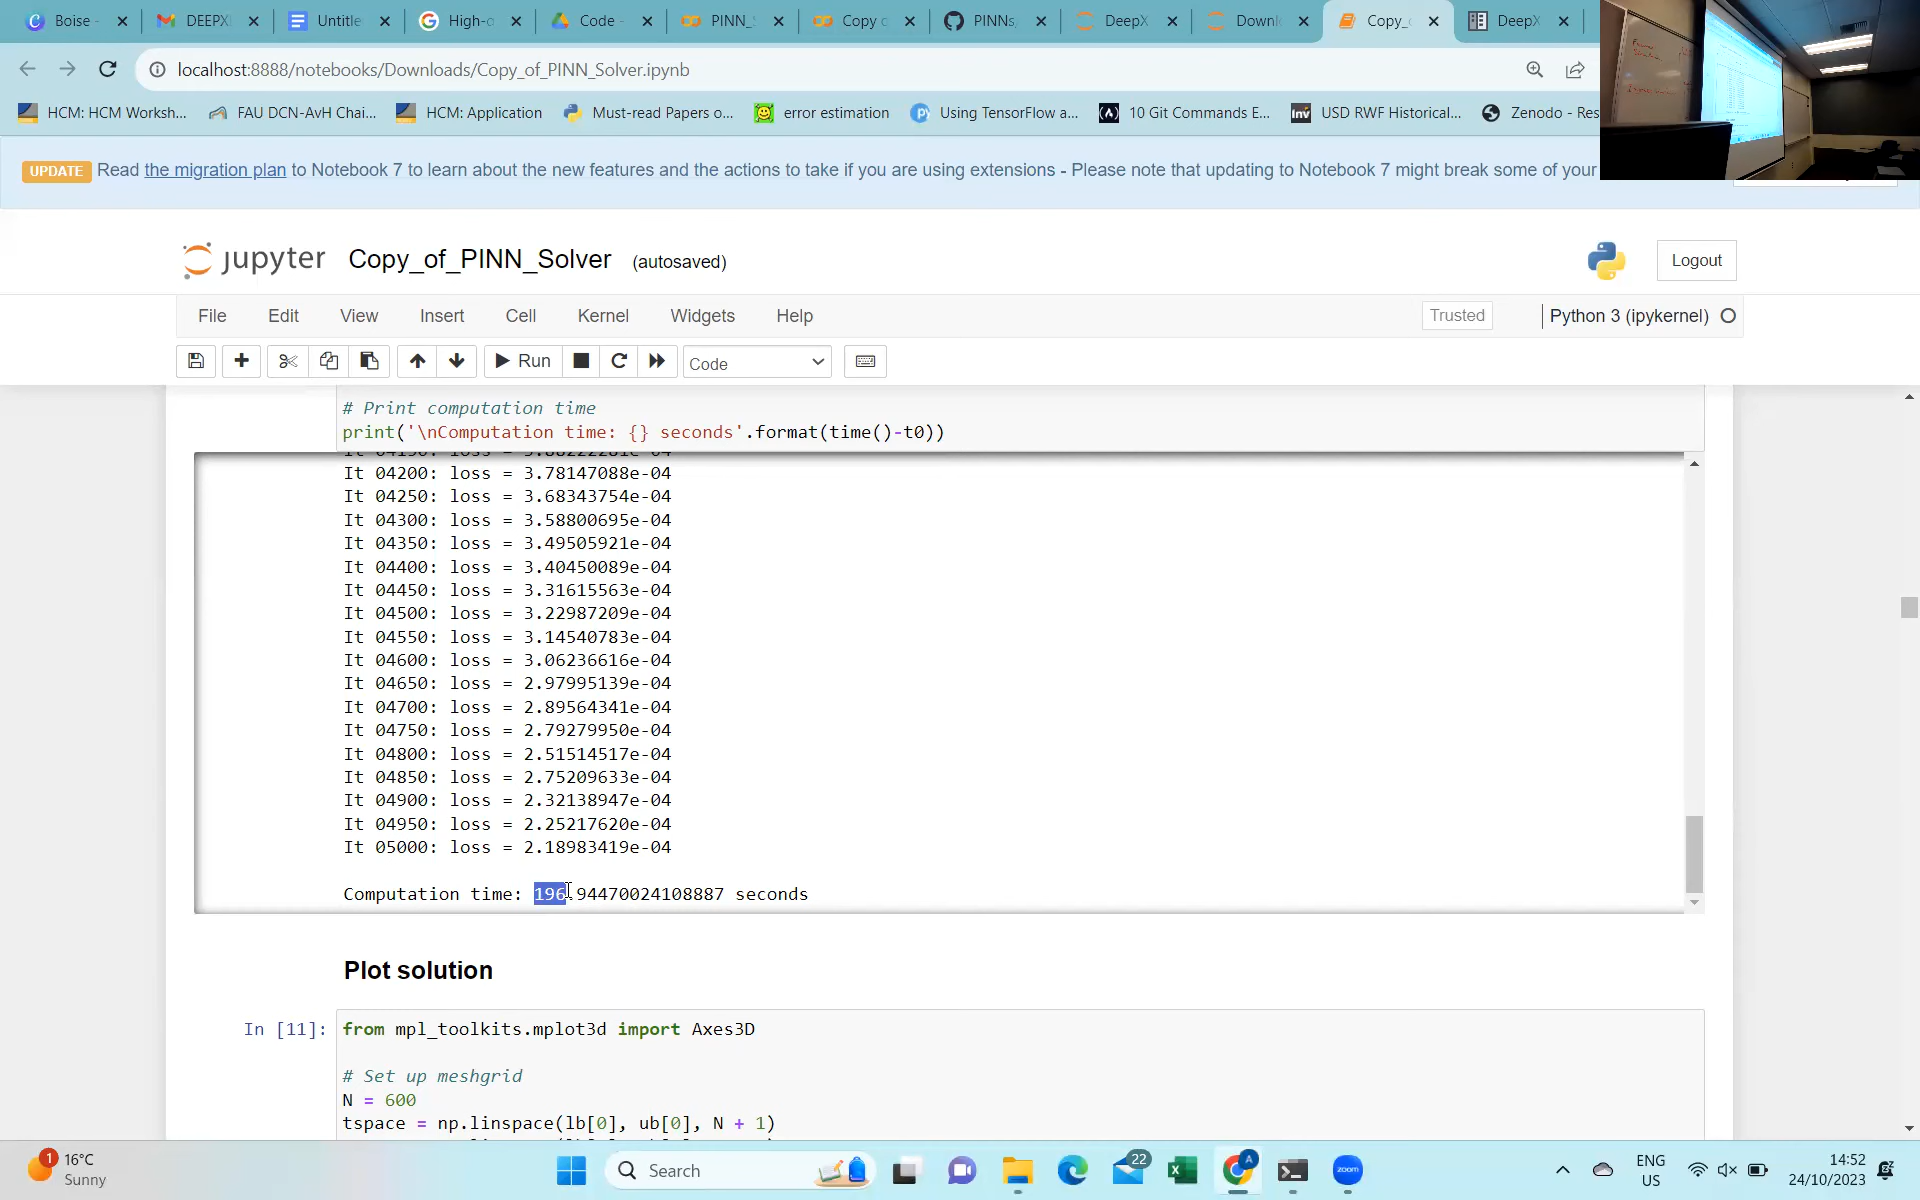 Boise -
DEEPX
Untitle
High-d
Code -
PINN_
Copy c
PINNs,
DeepX
Downl
Copy_
DeepX
localhost:8888/notebooks/Downloads/Copy_of_PINN_Solver.ipynb
HCM: HCM Worksh...
FAU DCN-AvH Chai...
HCM: Application
Must-read Papers o...
error estimation
Using TensorFlow a...
10 Git Commands E...
USD RWF Historical...
Zenodo - Res
UPDATE Read the migration plan to Notebook 7 to learn about the new features and the actions to take if you are using extensions - Please note that updating to Notebook 7 might break some of your
jupyter Copy_of_PINN_Solver (autosaved)
Logout
File Edit View Insert Cell Kernel Widgets Help
Trusted
Python 3 (ipykernel)
Run
Code
# Print computation time
print('\nComputation time: {} seconds'.format(time()-t0))
It 04200: loss = 3.78147088e-04
It 04250: loss = 3.68343754e-04
It 04300: loss = 3.58800695e-04
It 04350: loss = 3.49505921e-04
It 04400: loss = 3.40450089e-04
It 04450: loss = 3.31615563e-04
It 04500: loss = 3.22987209e-04
It 04550: loss = 3.14540783e-04
It 04600: loss = 3.06236616e-04
It 04650: loss = 2.97995139e-04
It 04700: loss = 2.89564341e-04
It 04750: loss = 2.79279950e-04
It 04800: loss = 2.51514517e-04
It 04850: loss = 2.75209633e-04
It 04900: loss = 2.32138947e-04
It 04950: loss = 2.25217620e-04
It 05000: loss = 2.18983419e-04
Computation time: 196.94470024108887 seconds
Plot solution
In [11]: from mpl_toolkits.mplot3d import Axes3D
# Set up meshgrid
N = 600
tspace = np.linspace(lb[0], ub[0], N + 1)
1
16°C
Sunny
Search
22
A
zoom
ENG
US
14:52
24/10/2023